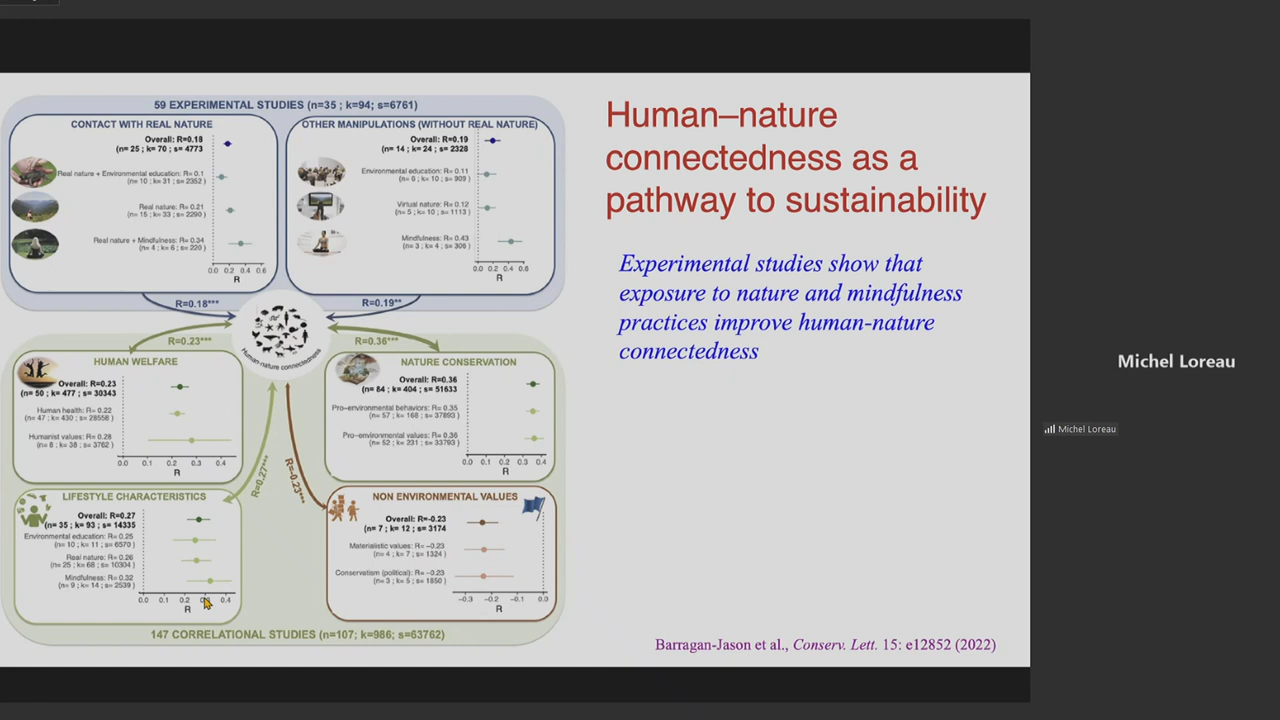 59 EXPERIMENTAL STUDIES (n=35 ; k=94; s=6761)
CONTACT WITH REAL NATURE
Overall: R=0.18
(n= 25 ; k= 70 ; s= 4773
Real nature + Environmental education: R= 0.1
(n= 10 ; k= 31 ; s= 2352 )
Real nature: R= 0.21
(n= 15 ; k= 33 ; s= 2290 )
Real nature + Mindfulness: R= 0.34
(n= 4 ; k= 6 ; s= 220 )
0.0 0.2 0.4 0.6
R
OTHER MANIPULATIONS (WITHOUT REAL NATURE)
Overall: R=0.19
(n= 14 ; k= 24 ; s= 2328
Environmental education: R= 0.11
(n= 6 ; k= 10 ; s= 909 )
Virtual nature: R= 0.12
(n= 5 ; k= 10 ; s= 1113 )
Mindfulness: R= 0.43
(n= 3 ; k= 4 ; s= 306 )
0.0 0.2 0.4 0.6
R
R=0.18***
R=0.19**
Human-nature connectedness
R=0.23***
R=0.36***
R=0.27***
R=-0.23***
HUMAN WELFARE
Overall: R=0.23
(n= 50 ; k= 477 ; s= 30343
Human health: R= 0.22
(n= 47 ; k= 430 ; s= 28556 )
Humanist values: R= 0.28
(n= 8 ; k= 38 ; s= 3762 )
0.0 0.1 0.2 0.3 0.4
R
NATURE CONSERVATION
Overall: R=0.36
(n= 84 ; k= 404 ; s= 51633
Pro-environmental behaviors: R= 0.35
(n= 57 ; k= 168 ; s= 37893 )
Pro-environmental values: R= 0.36
(n= 52 ; k= 231 ; s= 33793 )
0.0 0.1 0.2 0.3 0.4
R
LIFESTYLE CHARACTERISTICS
Overall: R=0.27
(n= 35 ; k= 93 ; s= 14335
Environmental education: R= 0.25
(n= 10 ; k= 11 ; s= 6570 )
Real nature: R= 0.26
(n= 25 ; k= 68 ; s= 10304 )
Mindfulness: R= 0.32
(n= 9 ; k= 14 ; s= 2539 )
0.0 0.1 0.2 0.4
R
NON ENVIRONMENTAL VALUES
Overall: R=-0.23
(n= 7 ; k= 12 ; s= 3174
Materialistic values: R= −0.23
(n= 4 ; k= 7 ; s= 1324 )
Conservatism (political): R= −0.23
(n= 3 ; k= 5 ; s= 1850 )
−0.3 −0.2 −0.1 0.0
R
147 CORRELATIONAL STUDIES (n=107; k=986; s=63762)
Human–nature
connectedness as a
pathway to sustainability
Experimental studies show that
exposure to nature and mindfulness
practices improve human-nature
connectedness
Barragan-Jason et al., Conserv. Lett. 15: e12852 (2022)
Michel Loreau
Michel Loreau